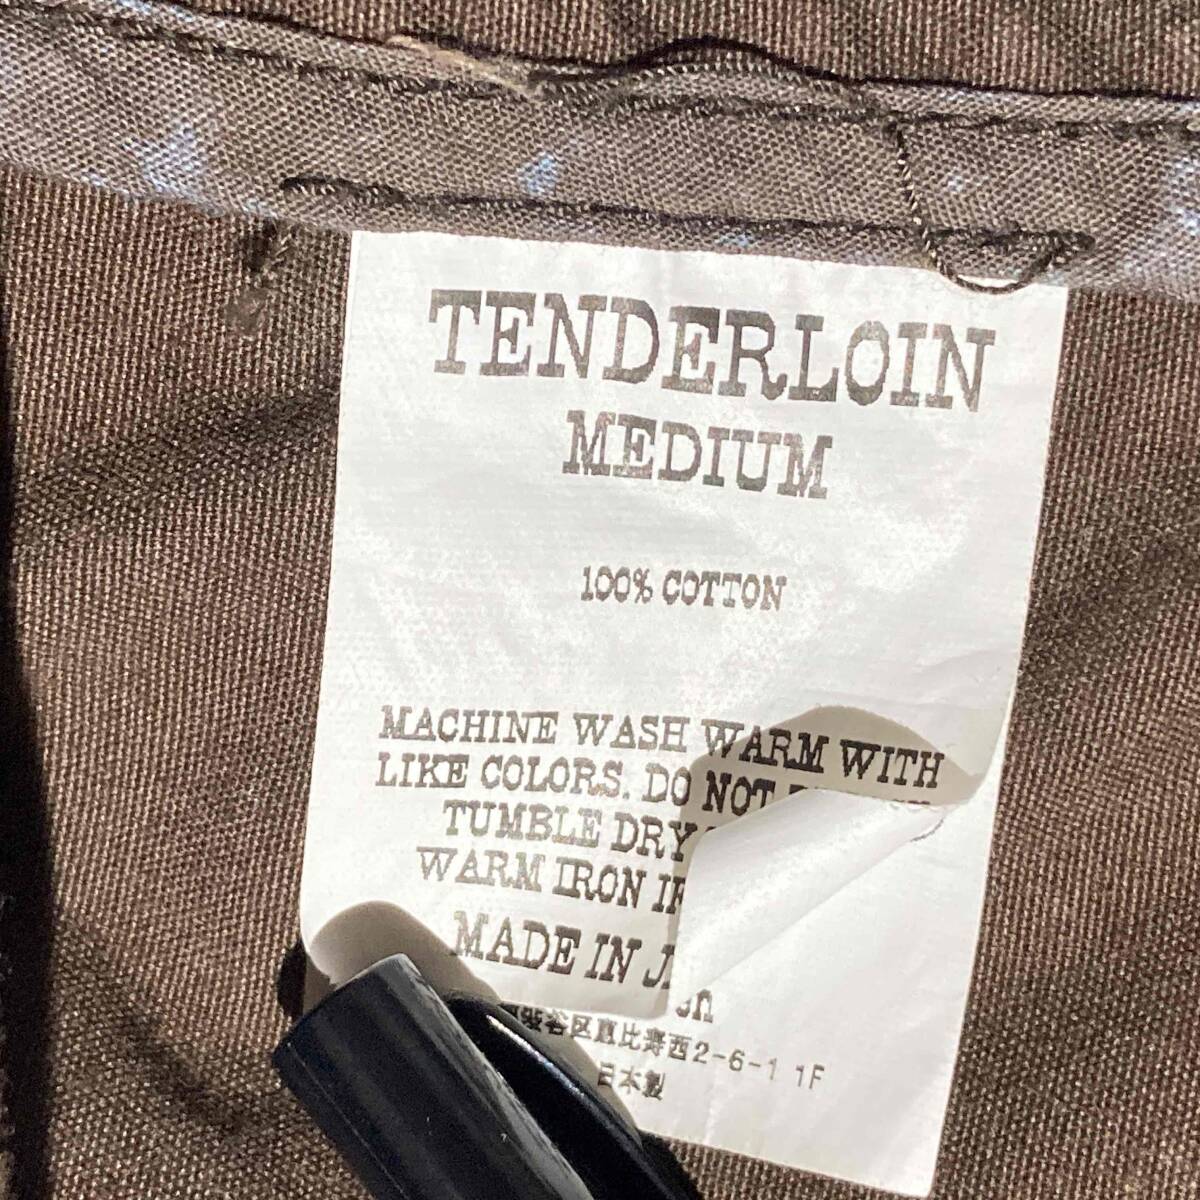 TENDERLOIN
MEDIUM
100% COTTON
MACHINE WASH WARM WITH
LIKE COLORS. DO NOT
TUMBLE DRY
WARM IRON
MADE IN
渋谷区恵比寿西2-6-1 1F
日本製